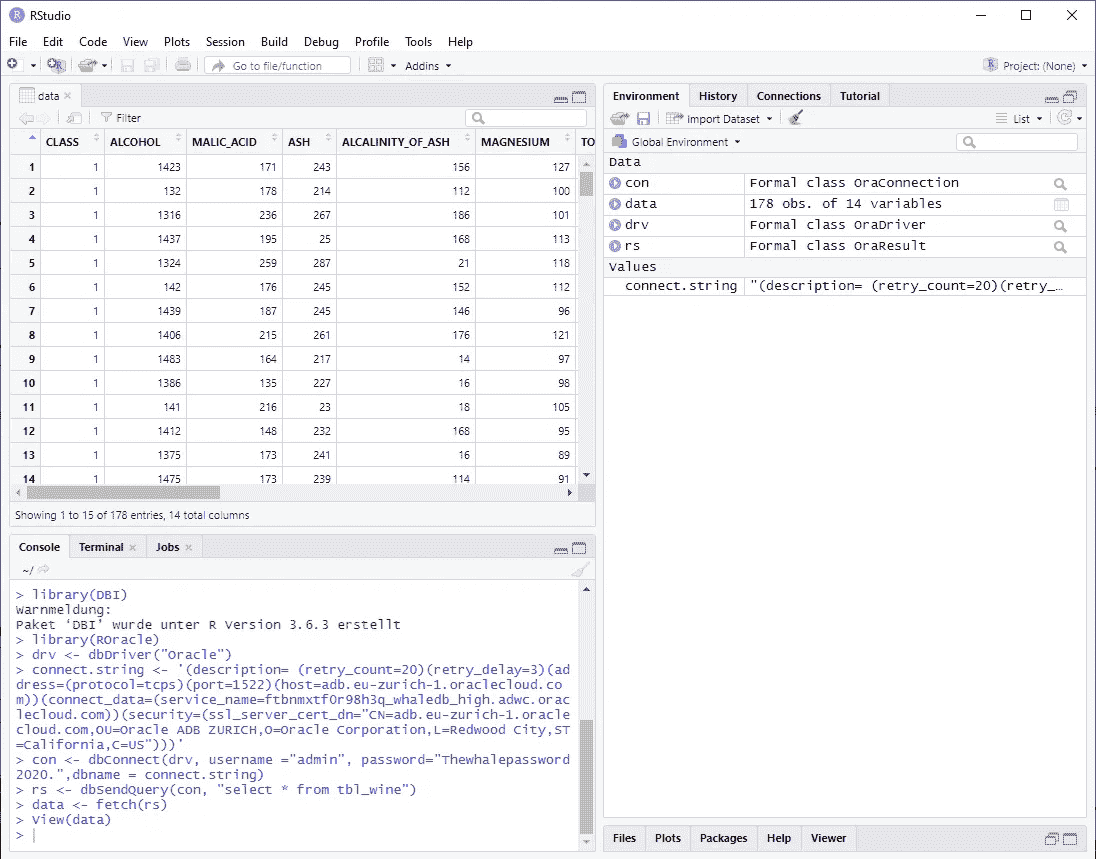 RStudio
File Edit Code View Plots Session Build Debug Profile Tools Help
Go to file/function Addins Project: (None)
data
Filter
CLASS ALCOHOL MALIC_ACID ASH ALCALINITY_OF_ASH MAGNESIUM TO
1 1 1423 171 243 156 127
2 1 132 178 214 112 100
3 1 1316 236 267 186 101
4 1 1437 195 25 168 113
5 1 1324 259 287 21 118
6 1 142 176 245 152 112
7 1 1439 187 245 146 96
8 1 1406 215 261 176 121
9 1 1483 164 217 14 97
10 1 1386 135 227 16 98
11 1 141 216 23 18 105
12 1 1412 148 232 168 95
13 1 1375 173 241 16 89
14 1 1475 173 239 114 91
Showing 1 to 15 of 178 entries, 14 total columns
Console Terminal Jobs
~/
> library(DBI)
Warnmeldung:
Paket ‘DBI’ wurde unter R Version 3.6.3 erstellt
> library(ROracle)
> drv <- dbDriver("Oracle")
> connect.string <- '(description= (retry_count=20)(retry_delay=3)(ad
dress=(protocol=tcps)(port=1522)(host=adb.eu-zurich-1.oraclecloud.co
m))(connect_data=(service_name=ftbnmxtf0r98h3q_whaledb_high.adwc.ora
clecloud.com))(security=(ssl_server_cert_dn="CN=adb.eu-zurich-1.oracle
cloud.com,OU=Oracle ADB ZURICH,O=Oracle Corporation,L=Redwood City,ST
=California,C=US")))'
> con <- dbConnect(drv, username ="admin", password="Thewhalepassword
2020.",dbname = connect.string)
> rs <- dbSendQuery(con, "select * from tbl_wine")
> data <- fetch(rs)
> View(data)
>
Environment History Connections Tutorial
Import Dataset List
Global Environment
Data
con Formal class OraConnection
data 178 obs. of 14 variables
drv Formal class OraDriver
rs Formal class OraResult
Values
connect.string "(description= (retry_count=20)(retry_…
Files Plots Packages Help Viewer